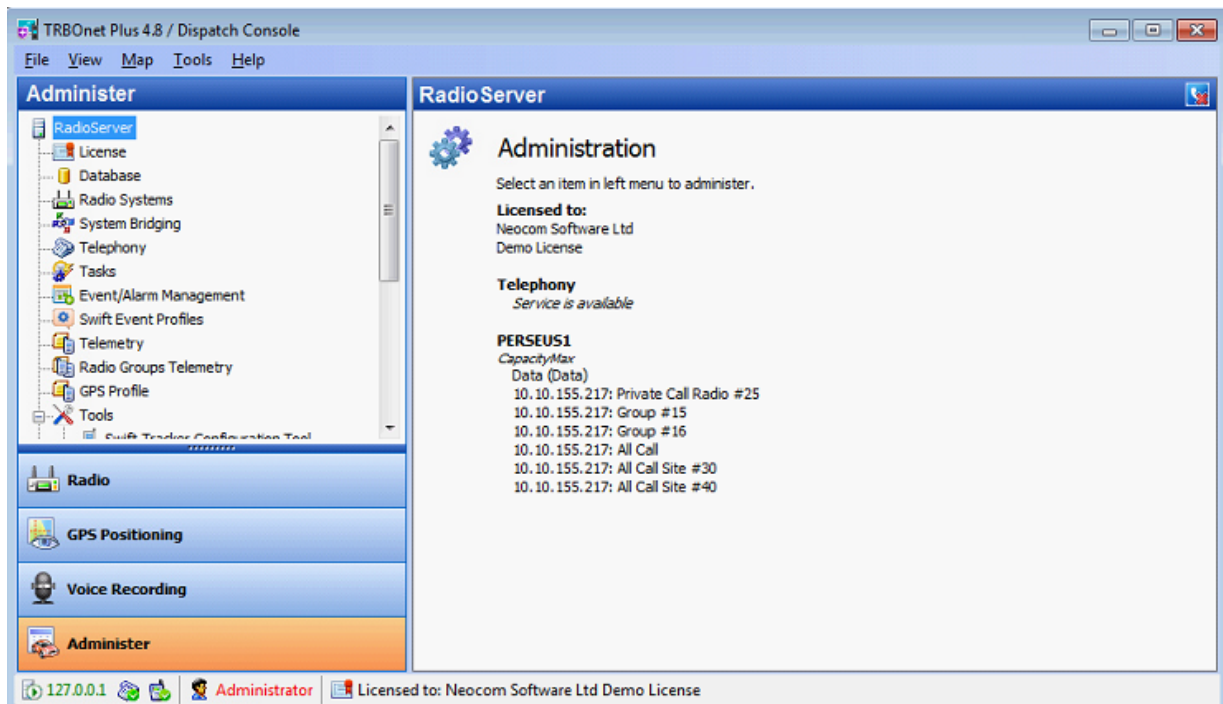 TRBOnet Plus 4.8 / Dispatch Console
File View Map Tools Help
Administer
RadioServer
License
Database
Radio Systems
System Bridging
Telephony
Tasks
Event/Alarm Management
Swift Event Profiles
Telemetry
Radio Groups Telemetry
GPS Profile
Tools
Swift Tracker Configuration Tool
Radio
GPS Positioning
Voice Recording
Administer
RadioServer
Administration
Select an item in left menu to administer.
Licensed to:
Neocom Software Ltd
Demo License
Telephony
Service is available
PERSEUS1
CapacityMax
Data (Data)
10.10.155.217: Private Call Radio #25
10.10.155.217: Group #15
10.10.155.217: Group #16
10.10.155.217: All Call
10.10.155.217: All Call Site #30
10.10.155.217: All Call Site #40
127.0.0.1 Administrator Licensed to: Neocom Software Ltd Demo License